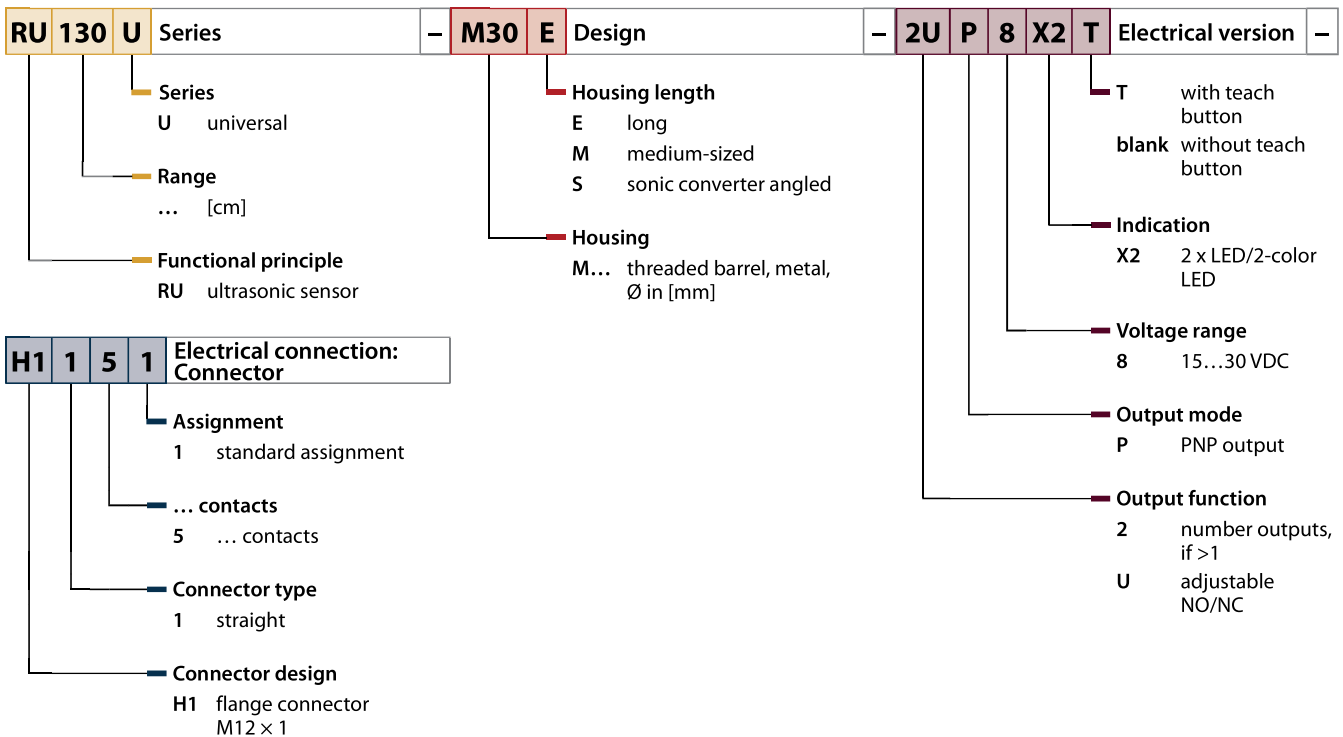 RU 130 U Series – M30 E Design – 2U P 8 X2 T Electrical version –
Series
U universal
Range
… [cm]
Functional principle
RU ultrasonic sensor
Housing length
E long
M medium-sized
S sonic converter angled
Housing
M… threaded barrel, metal,
Ø in [mm]
T with teach
button
blank without teach
button
Indication
X2 2 x LED/2-color
LED
Voltage range
8 15…30 VDC
Output mode
P PNP output
Output function
2 number outputs,
if >1
U adjustable
NO/NC
H1 1 5 1 Electrical connection:
Connector
Assignment
1 standard assignment
… contacts
5 … contacts
Connector type
1 straight
Connector design
H1 flange connector
M12 × 1